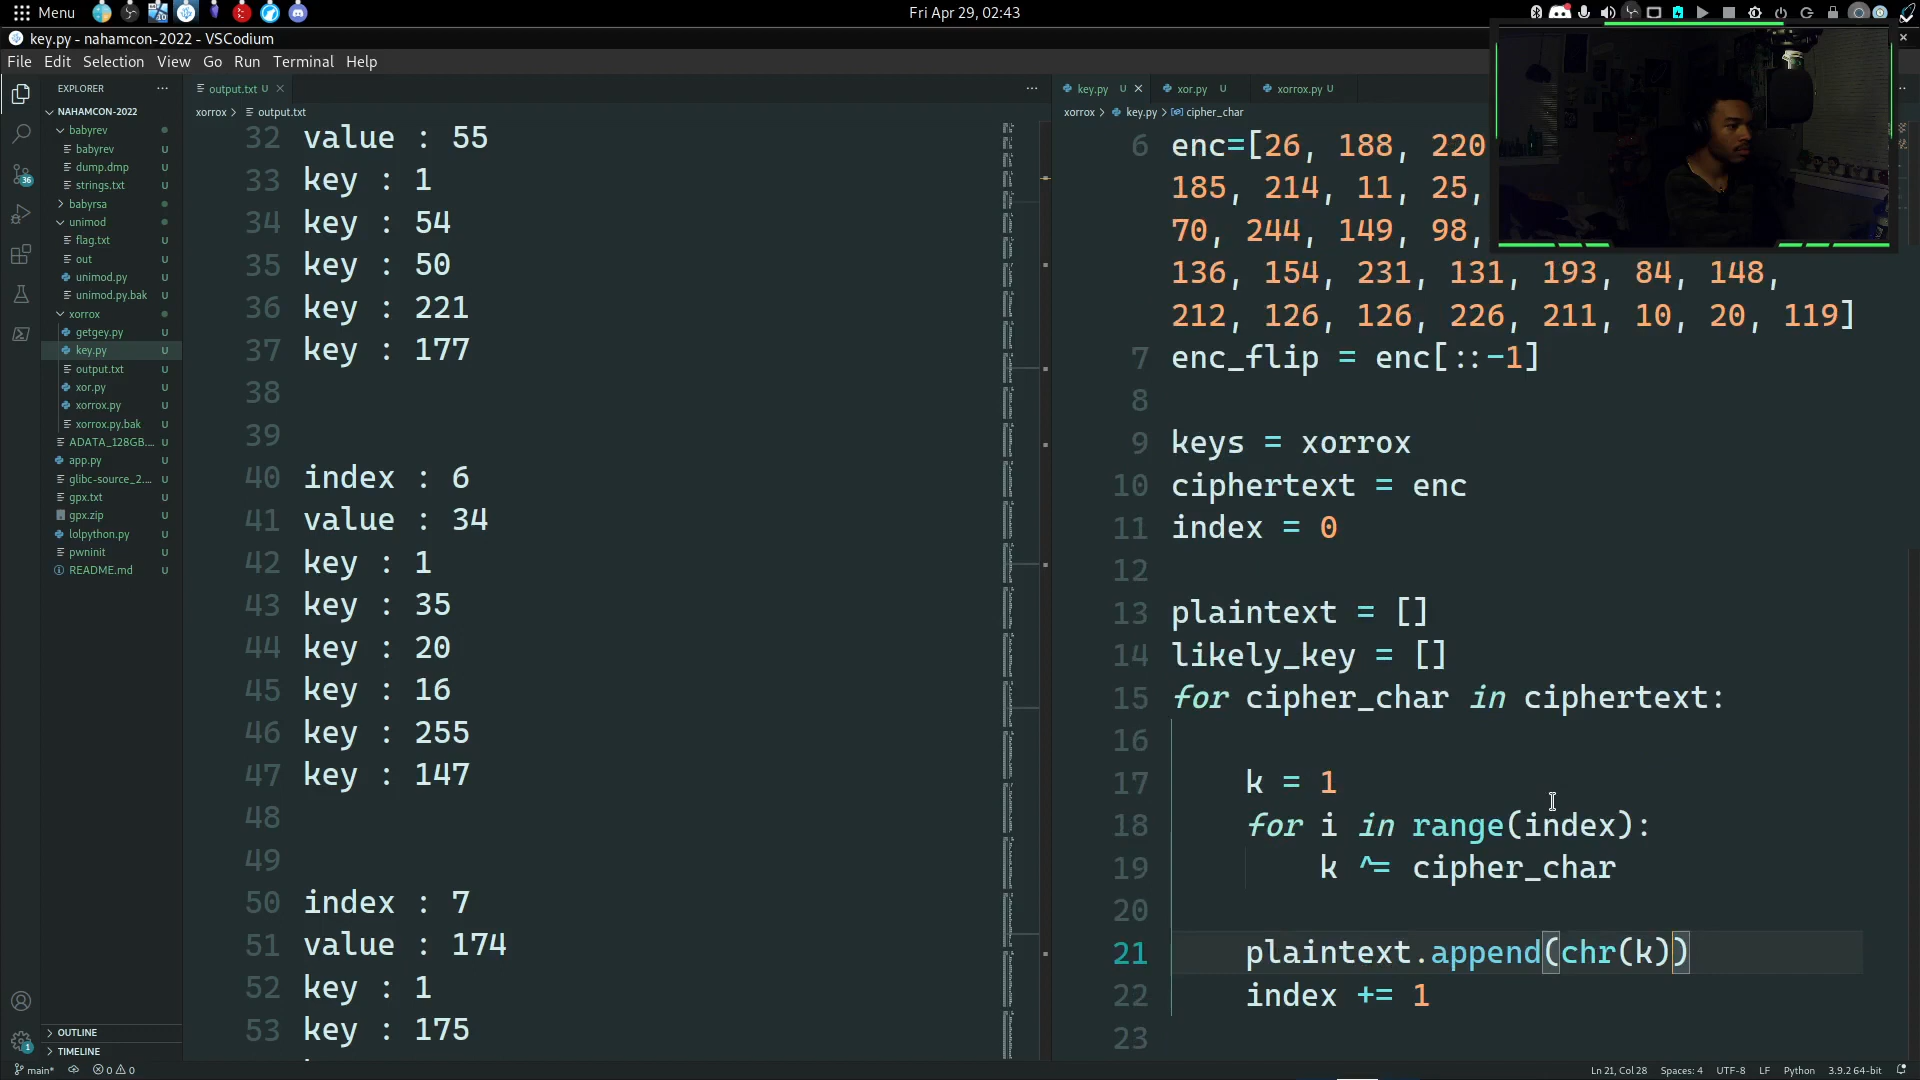 Menu
Fri Apr 29, 02:43
key.py - nahamcon-2022 - VSCodium
File Edit Selection View Go Run Terminal Help
EXPLORER
NAHAMCON-2022
babyrev
babyrev U
dump.dmp U
strings.txt U
babyrsa
unimod
flag.txt U
out U
unimod.py U
unimod.py.bak U
xorrox
getgey.py U
key.py U
output.txt U
xor.py U
xorrox.py U
xorrox.py.bak U
ADATA_128GB.... U
app.py U
glibc-source_2.... U
gpx.txt U
gpx.zip U
lolpython.py U
pwninit U
README.md U
OUTLINE
TIMELINE
36
1
output.txt U
xorrox > output.txt
32 value : 55
33 key : 1
34 key : 54
35 key : 50
36 key : 221
37 key : 177
38
39
40 index : 6
41 value : 34
42 key : 1
43 key : 35
44 key : 20
45 key : 16
46 key : 255
47 key : 147
48
49
50 index : 7
51 value : 174
52 key : 1
53 key : 175
key.py U xor.py U xorrox.py U
xorrox > key.py > cipher_char
6 enc=[26, 188, 220
185, 214, 11, 25,
70, 244, 149, 98,
136, 154, 231, 131, 193, 84, 148,
212, 126, 126, 226, 211, 10, 20, 119]
7 enc_flip = enc[::-1]
8
9 keys = xorrox
10 ciphertext = enc
11 index = 0
12
13 plaintext = []
14 likely_key = []
15 for cipher_char in ciphertext:
16
17 k = 1
18 for i in range(index):
19 k ^= cipher_char
20
21 plaintext.append(chr(k))
22 index += 1
23
main* 0 0
Ln 21, Col 28 Spaces: 4 UTF-8 LF Python 3.9.2 64-bit